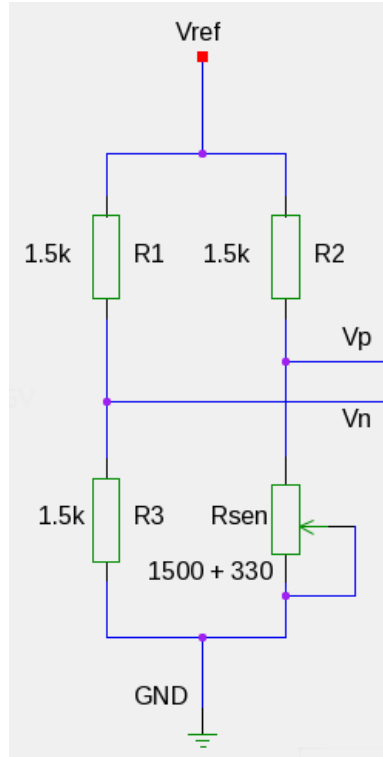 Vref
1.5k R1 1.5k R2
Vp
Vn
1.5k R3 Rsen
1500 + 330
GND